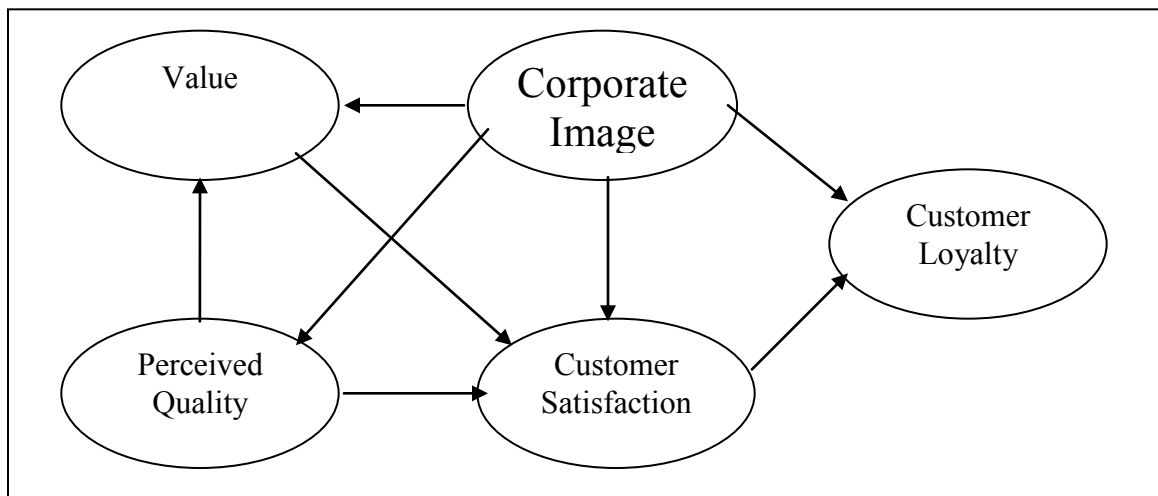 Value
Corporate
Image
Customer
Loyalty
Perceived
Quality
Customer
Satisfaction